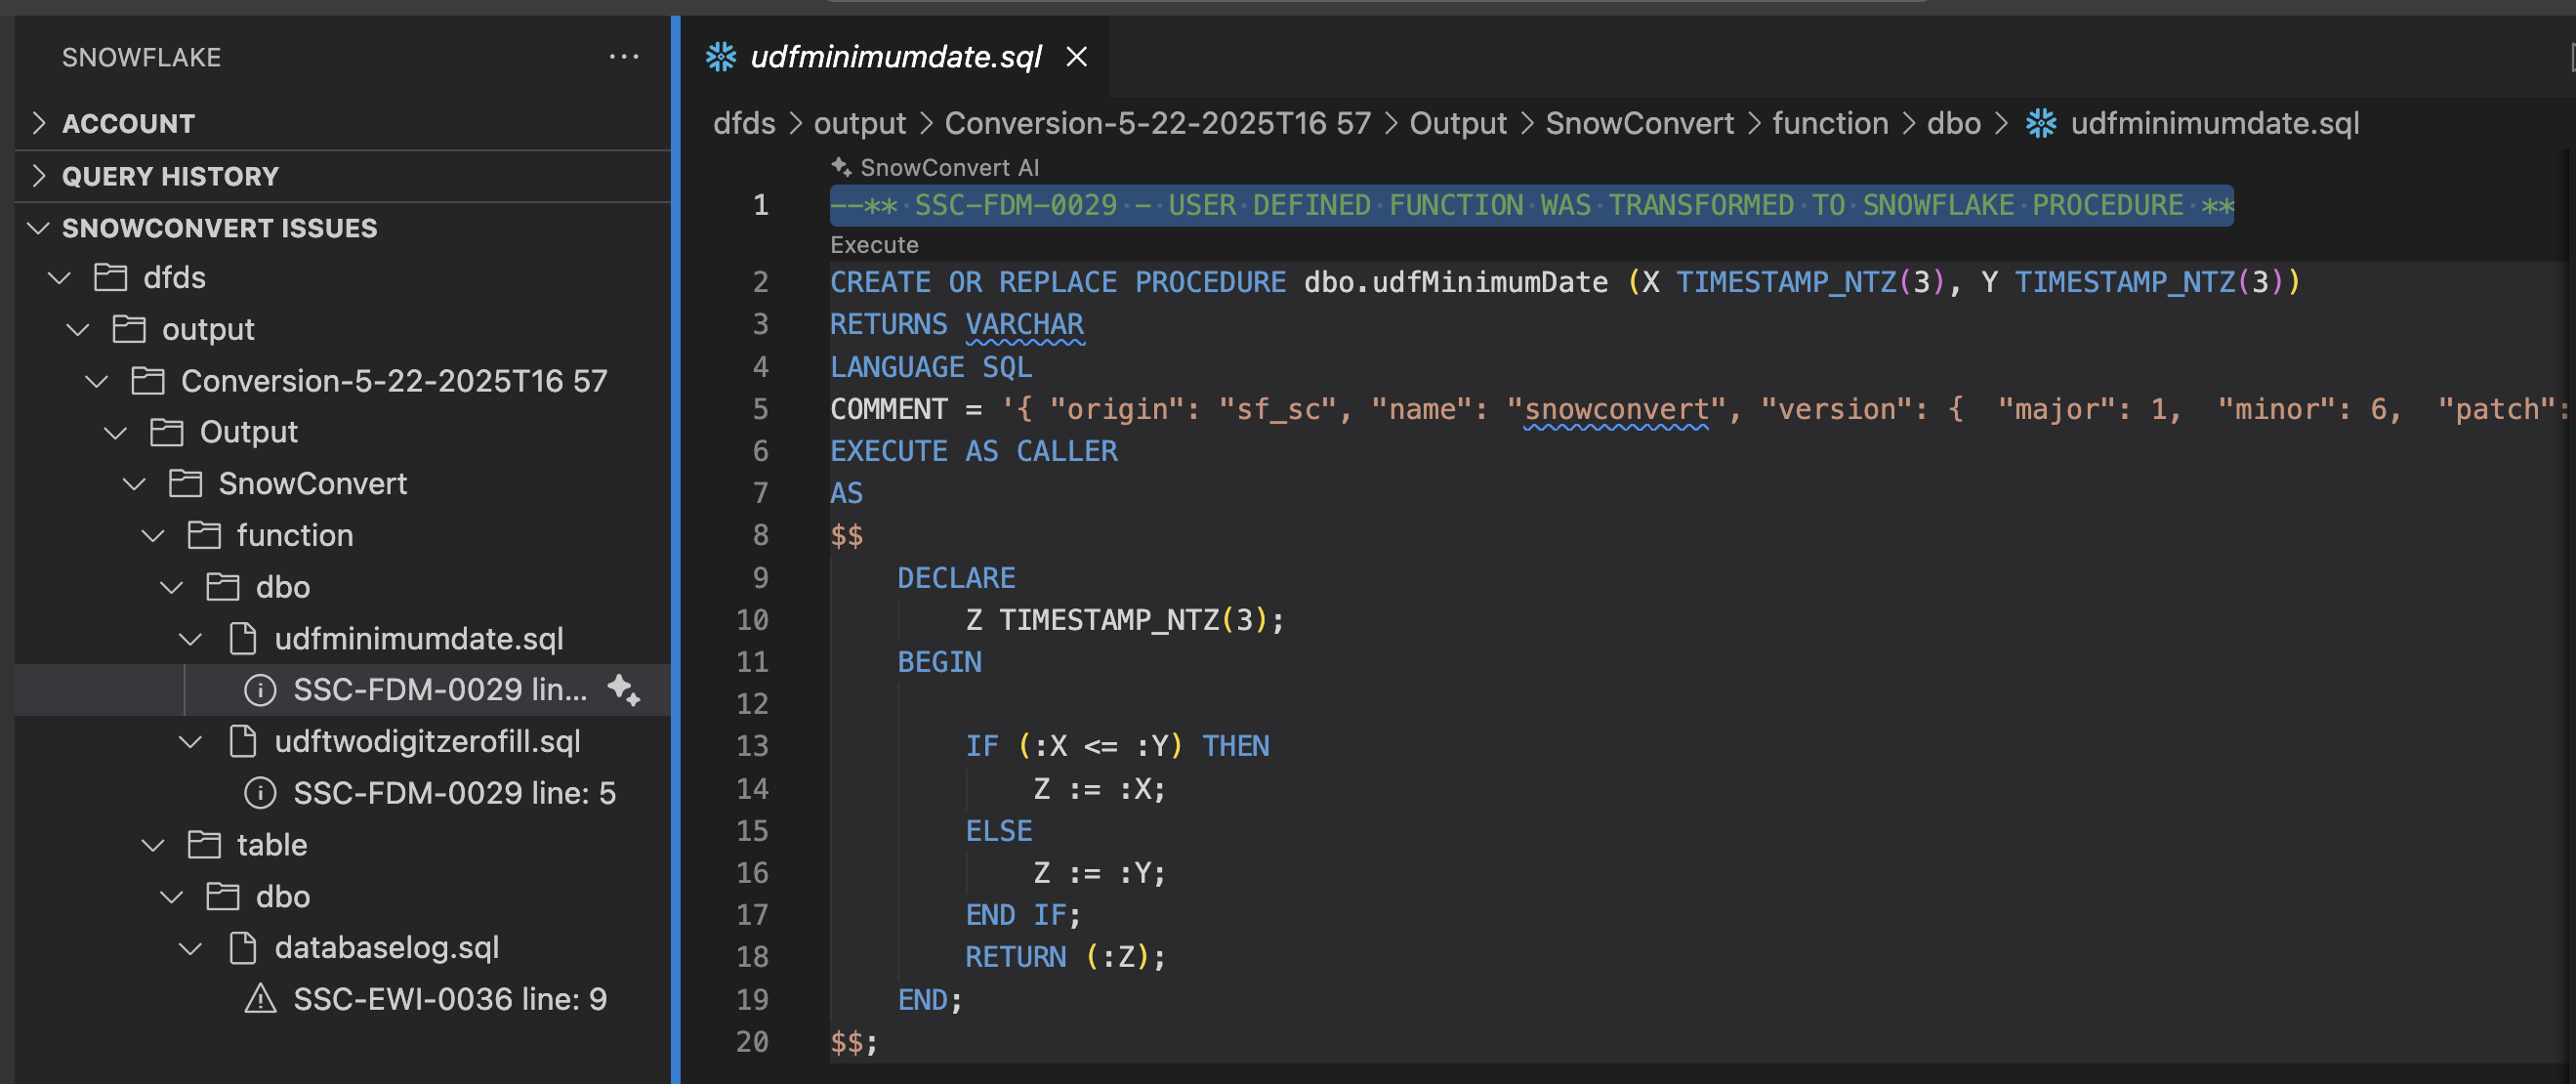 SNOWFLAKE
ACCOUNT
QUERY HISTORY
SNOWCONVERT ISSUES
dfds
output
Conversion-5-22-2025T16 57
Output
SnowConvert
function
dbo
udfminimumdate.sql
SSC-FDM-0029 lin...
udftwodigitzerofill.sql
SSC-FDM-0029 line: 5
table
dbo
databaselog.sql
SSC-EWI-0036 line: 9
udfminimumdate.sql
dfds > output > Conversion-5-22-2025T16 57 > Output > SnowConvert > function > dbo > udfminimumdate.sql
SnowConvert AI
1 --** SSC-FDM-0029 - USER DEFINED FUNCTION WAS TRANSFORMED TO SNOWFLAKE PROCEDURE **
Execute
2 CREATE OR REPLACE PROCEDURE dbo.udfMinimumDate (X TIMESTAMP_NTZ(3), Y TIMESTAMP_NTZ(3))
3 RETURNS VARCHAR
4 LANGUAGE SQL
5 COMMENT = '{ "origin": "sf_sc", "name": "snowconvert", "version": {  "major": 1,  "minor": 6,  "patch":
6 EXECUTE AS CALLER
7 AS
8 $$
9     DECLARE
10         Z TIMESTAMP_NTZ(3);
11     BEGIN
12
13         IF (:X <= :Y) THEN
14             Z := :X;
15         ELSE
16             Z := :Y;
17         END IF;
18         RETURN (:Z);
19     END;
20 $$;